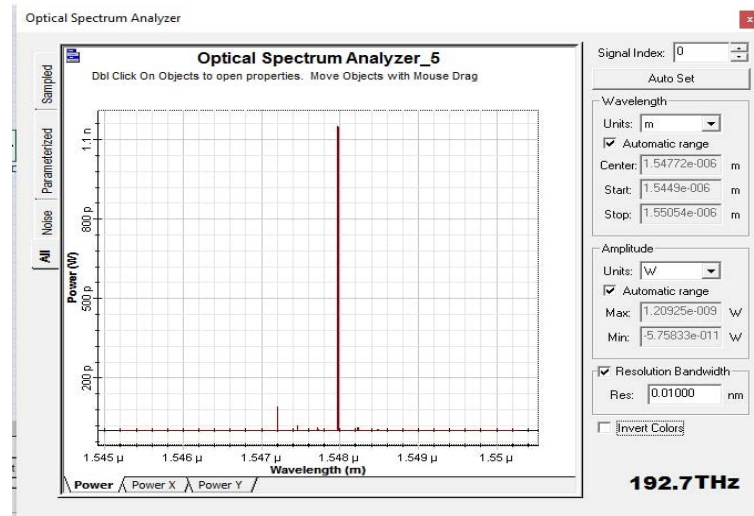 Optical Spectrum Analyzer
x
Optical Spectrum Analyzer_5
Dbl Click On Objects to open properties. Move Objects with Mouse Drag
Sampled
Parameterized
Noise
All
Power (W)
1.1 n
800 p
500 p
200 p
1.545 µ 1.546 µ 1.547 µ 1.548 µ 1.549 µ 1.55 µ
Wavelength (m)
Power Power X Power Y
Signal Index: 0
Auto Set
Wavelength
Units: m
Automatic range
Center: 1.54772e-006 m
Start: 1.5449e-006 m
Stop: 1.55054e-006 m
Amplitude
Units: W
Automatic range
Max: 1.20925e-009 W
Min: -5.75833e-011 W
Resolution Bandwidth
Res: 0.01000 nm
Invert Colors
192.7THz